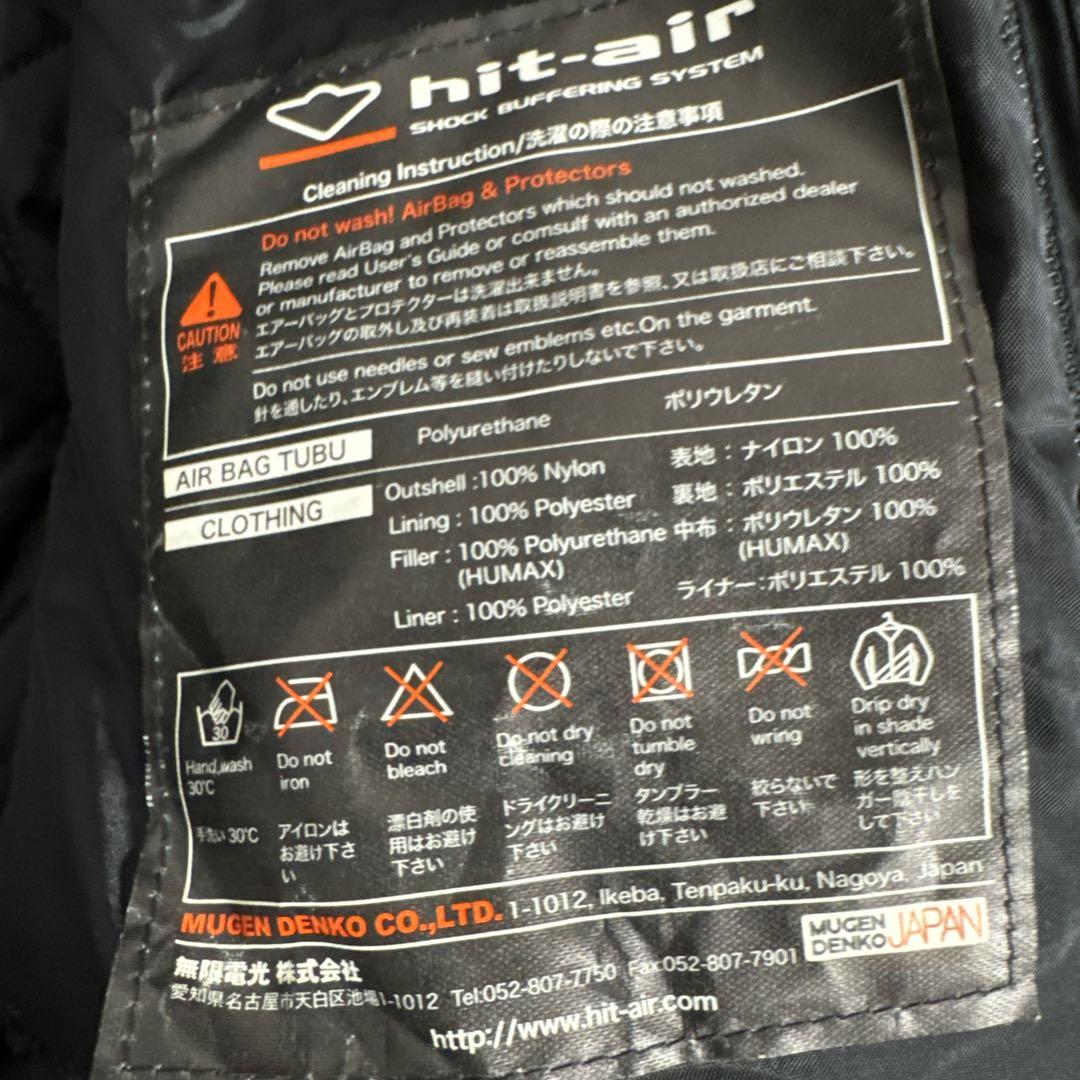 hit-air
SHOCK BUFFERING SYSTEM
Cleaning Instruction/洗濯の際の注意事項
Do not wash! AirBag & Protectors
Remove AirBag and Protectors which should not washed.
Please read User's Guide or comsulf with an authorized dealer
or manufacturer to remove or reassemble them.
エアーバッグとプロテクターは洗濯出来ません。
エアーバッグの取外し及び再装着は取扱説明書を参照、又は取扱店にご相談下さい。
CAUTION
注意
Do not use needles or sew emblems etc.On the garment.
針を通したり、エンブレム等を縫い付けたりしないで下さい。
AIR BAG TUBU
Polyurethane
ポリウレタン
CLOTHING
Outshell :100% Nylon
表地 : ナイロン 100%
Lining : 100% Polyester
裏地 : ポリエステル 100%
Filler : 100% Polyurethane
(HUMAX)
中布 : ポリウレタン 100%
(HUMAX)
Liner : 100% Polyester
ライナー:ポリエステル 100%
30
Hand wash
30℃
手洗い 30℃
Do not
iron
アイロンは
お避け下さ
い
Do not
bleach
漂白剤の使
用はお避け
下さい
Do not dry
cleaning
ドライクリーニ
ングはお避け
下さい
Do not
tumble
dry
タンブラー
乾燥はお避
け下さい
Do not
wring
絞らないで
下さい
Drip dry
in shade
vertically
形を整えハン
ガー陰干しを
して下さい
MUGEN DENKO CO.,LTD. 1-1012, Ikeba, Tenpaku-ku, Nagoya, Japan
無限電光 株式会社
愛知県名古屋市天白区池場1-1012 Tel:052-807-7750 Fax:052-807-7901
MUGEN
DENKO JAPAN
http://www.hit-air.com